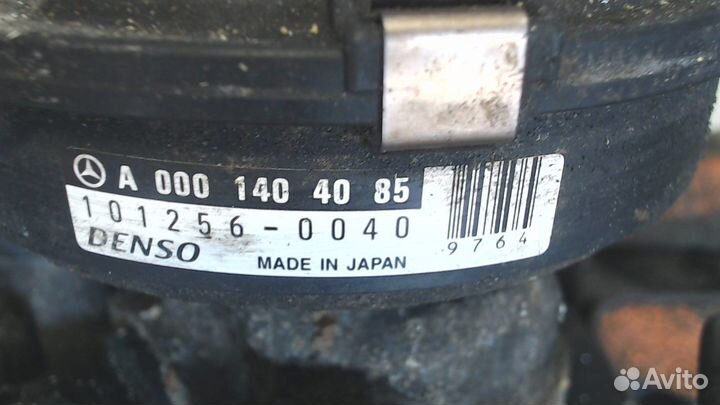 A 000 140 40 85
101256-0040
DENSO
MADE IN JAPAN
9764
Avito